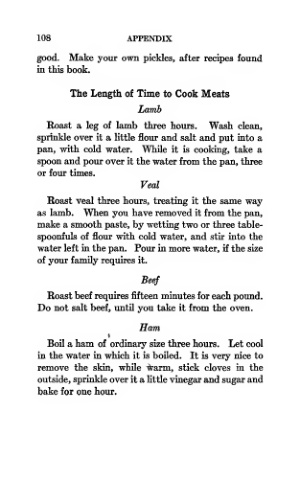 108 APPENDIX
good. Make your own pickles, after recipes found
in this book.
The Length of Time to Cook Meats
Lamb
Roast a leg of lamb three hours. Wash clean,
sprinkle over it a little flour and salt and put into a
pan, with cold water. While it is cooking, take a
spoon and pour over it the water from the pan, three
or four times.
Veal
Roast veal three hours, treating it the same way
as lamb. When you have removed it from the pan,
make a smooth paste, by wetting two or three table-
spoonfuls of flour with cold water, and stir into the
water left in the pan. Pour in more water, if the size
of your family requires it.
Beef
Roast beef requires fifteen minutes for each pound.
Do not salt beef, until you take it from the oven.
Ham
Boil a ham of ordinary size three hours. Let cool
in the water in which it is boiled. It is very nice to
remove the skin, while warm, stick cloves in the
outside, sprinkle over it a little vinegar and sugar and
bake for one hour.